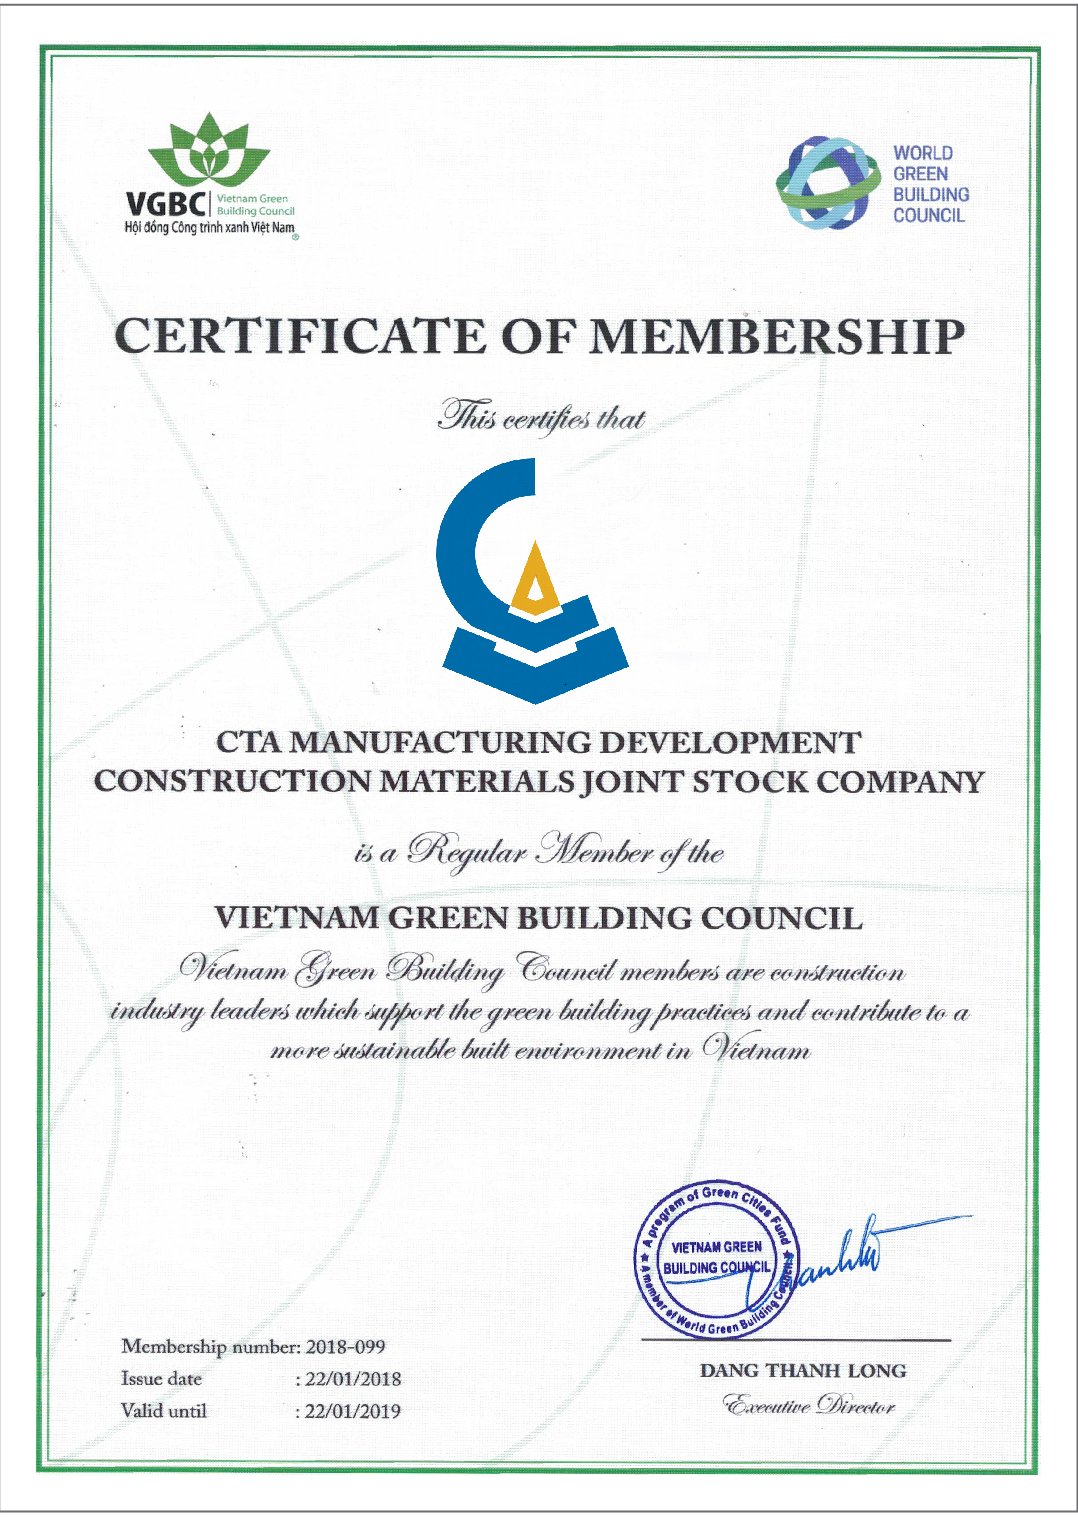 VGBC
Vietnam Green
Building Council
Hội đồng Công trình xanh Việt Nam
®
WORLD
GREEN
BUILDING
COUNCIL
CERTIFICATE OF MEMBERSHIP
This certifies that
CTA MANUFACTURING DEVELOPMENT
CONSTRUCTION MATERIALS JOINT STOCK COMPANY
is a Regular Member of the
VIETNAM GREEN BUILDING COUNCIL
Vietnam Green Building Council members are construction
industry leaders which support the green building practices and contribute to a
more sustainable built environment in Vietnam
A program of Green Cities Fund
VIETNAM GREEN
BUILDING COUNCIL
A member of World Green Building Council
Membership number: 2018-099
Issue date : 22/01/2018
Valid until : 22/01/2019
DANG THANH LONG
Executive Director